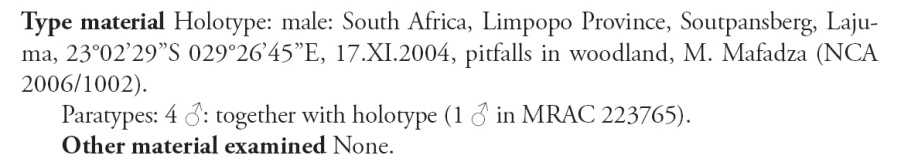 Type material Holotype: male: South Africa, Limpopo Province, Soutpansberg, Laju-
ma, 23°02’29”S 029°26’45”E, 17.XI.2004, pitfalls in woodland, M. Mafadza (NCA
2006/1002).
Paratypes: 4 ♂: together with holotype (1 ♂ in MRAC 223765).
Other material examined None.